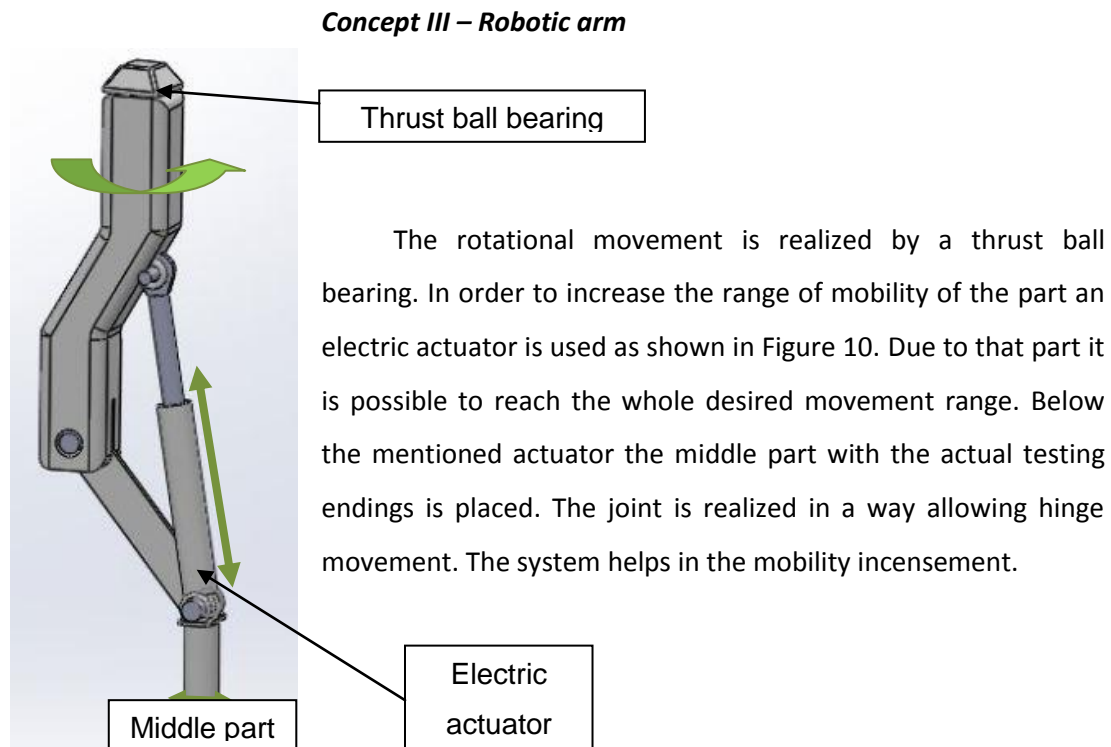 Concept III – Robotic arm
Thrust ball bearing
The rotational movement is realized by a thrust ball
bearing. In order to increase the range of mobility of the part an
electric actuator is used as shown in Figure 10. Due to that part it
is possible to reach the whole desired movement range. Below
the mentioned actuator the middle part with the actual testing
endings is placed. The joint is realized in a way allowing hinge
movement. The system helps in the mobility incensement.
Electric
actuator
Middle part